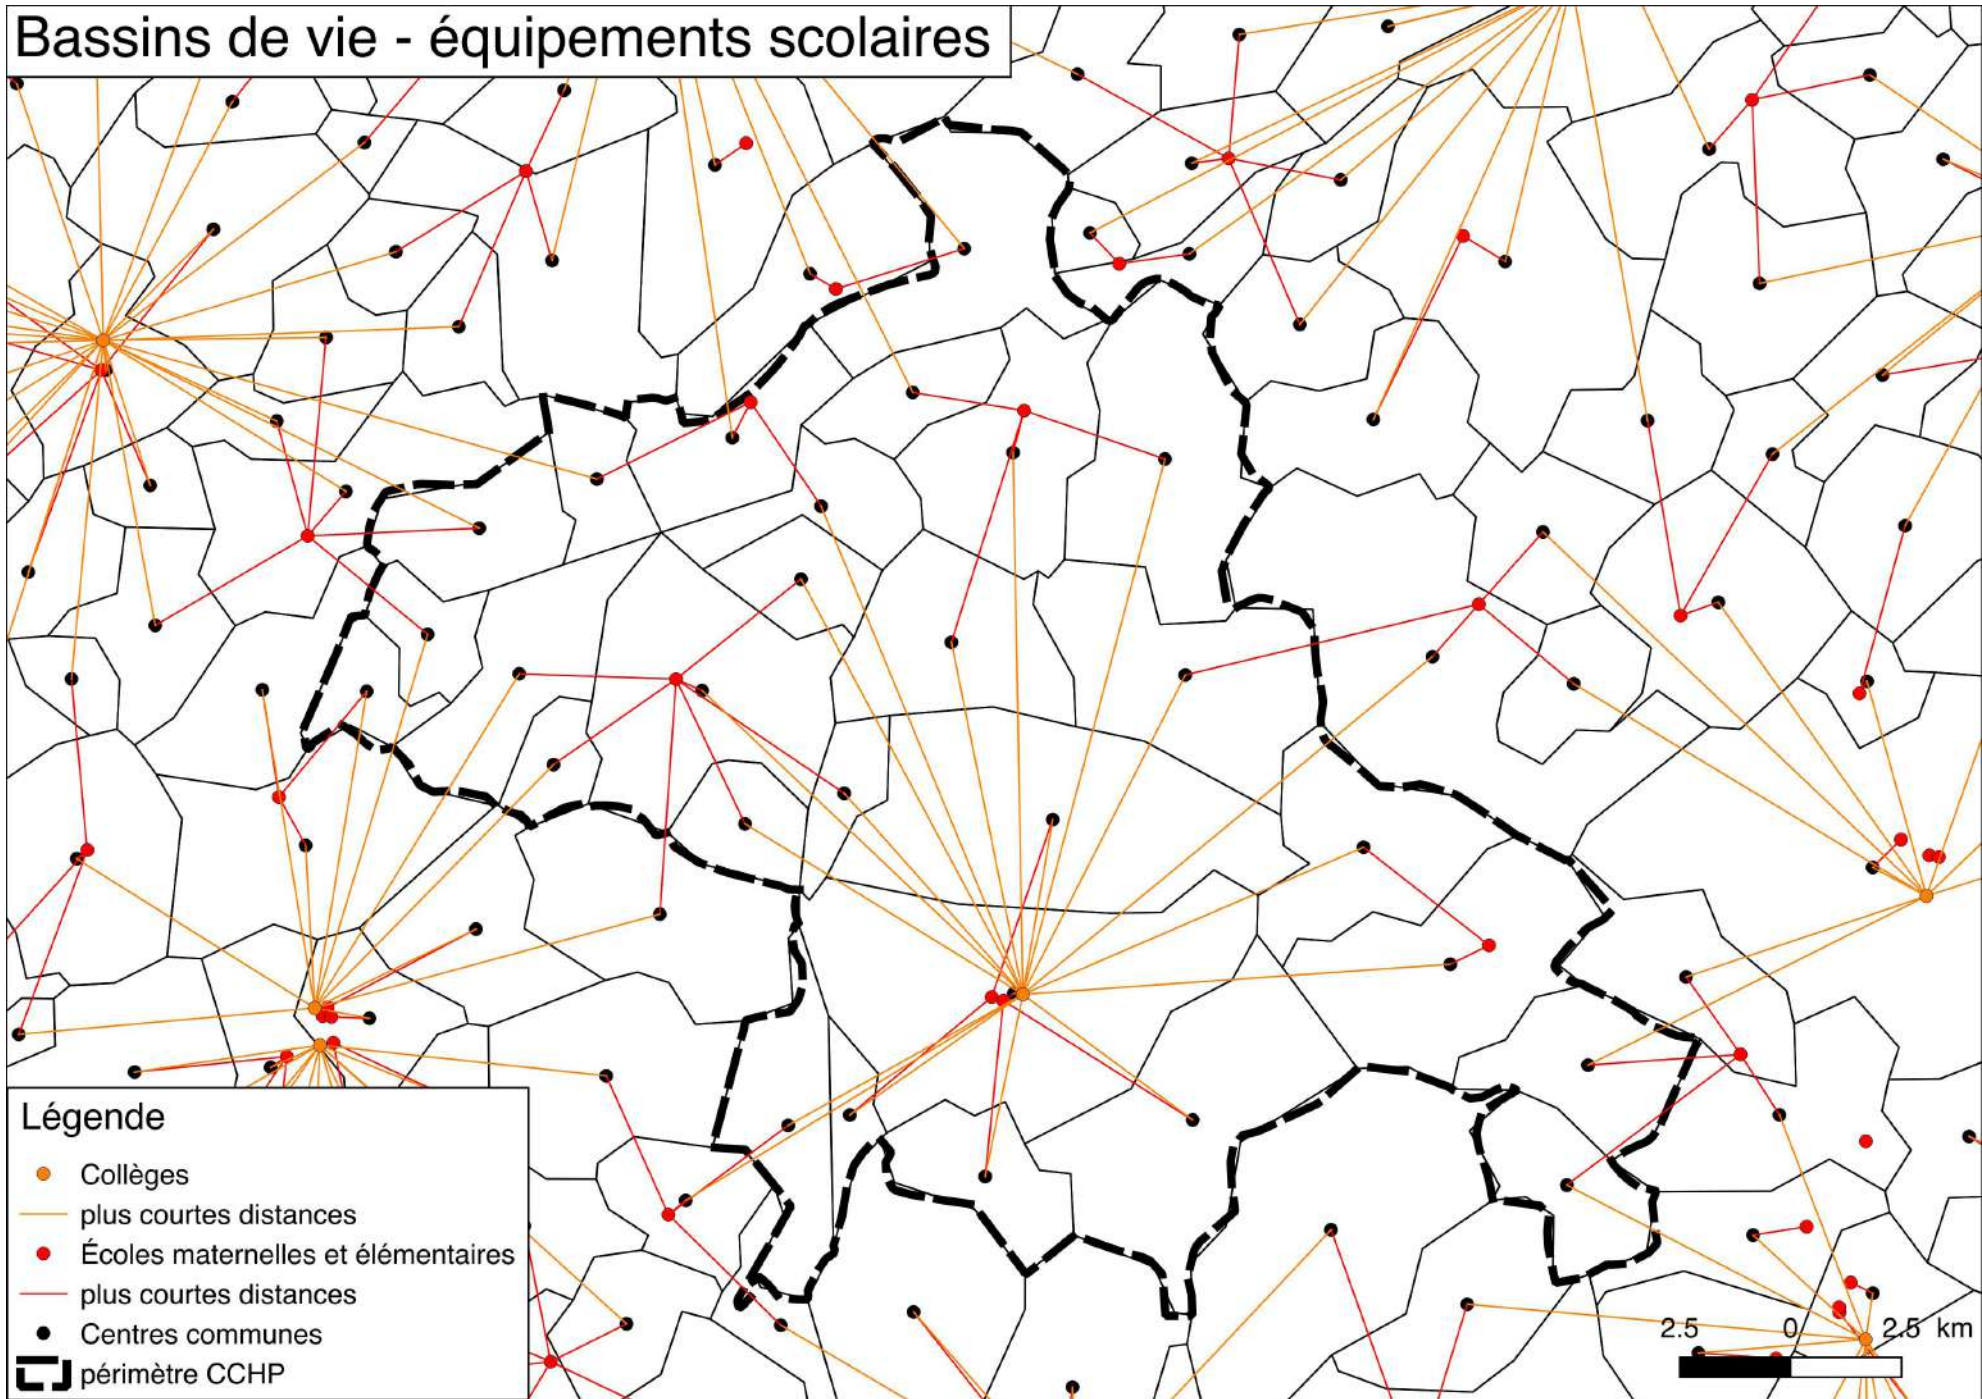 Bassins de vie - équipements scolaires
Légende
Collèges
plus courtes distances
Écoles maternelles et élémentaires
plus courtes distances
Centres communes
périmètre CCHP
2.5 0 2.5 km